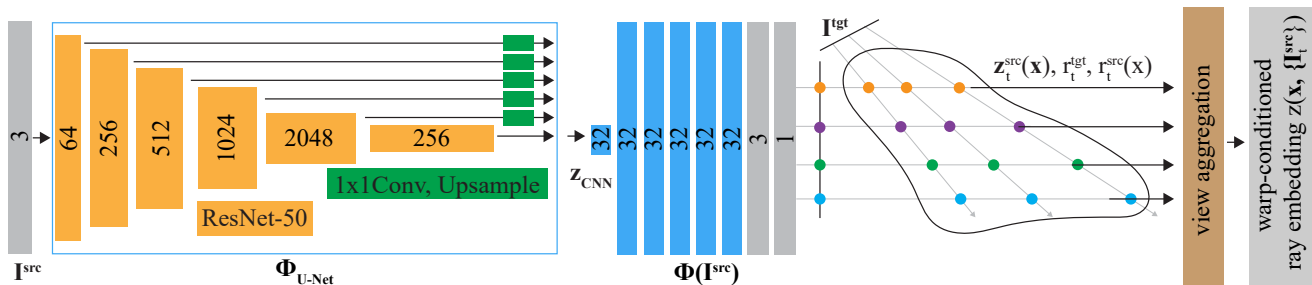 3
I^src
64
256
512
1024
2048
256
1x1Conv, Upsample
ResNet-50
Φ_U-Net
32
z_CNN
32
32
32
32
32
3
1
Φ(I^src)
I^tgt
z_t^src(x), r_t^tgt, r_t^src(x)
view aggregation
warp-conditioned
ray embedding z(x, {I_t^src})